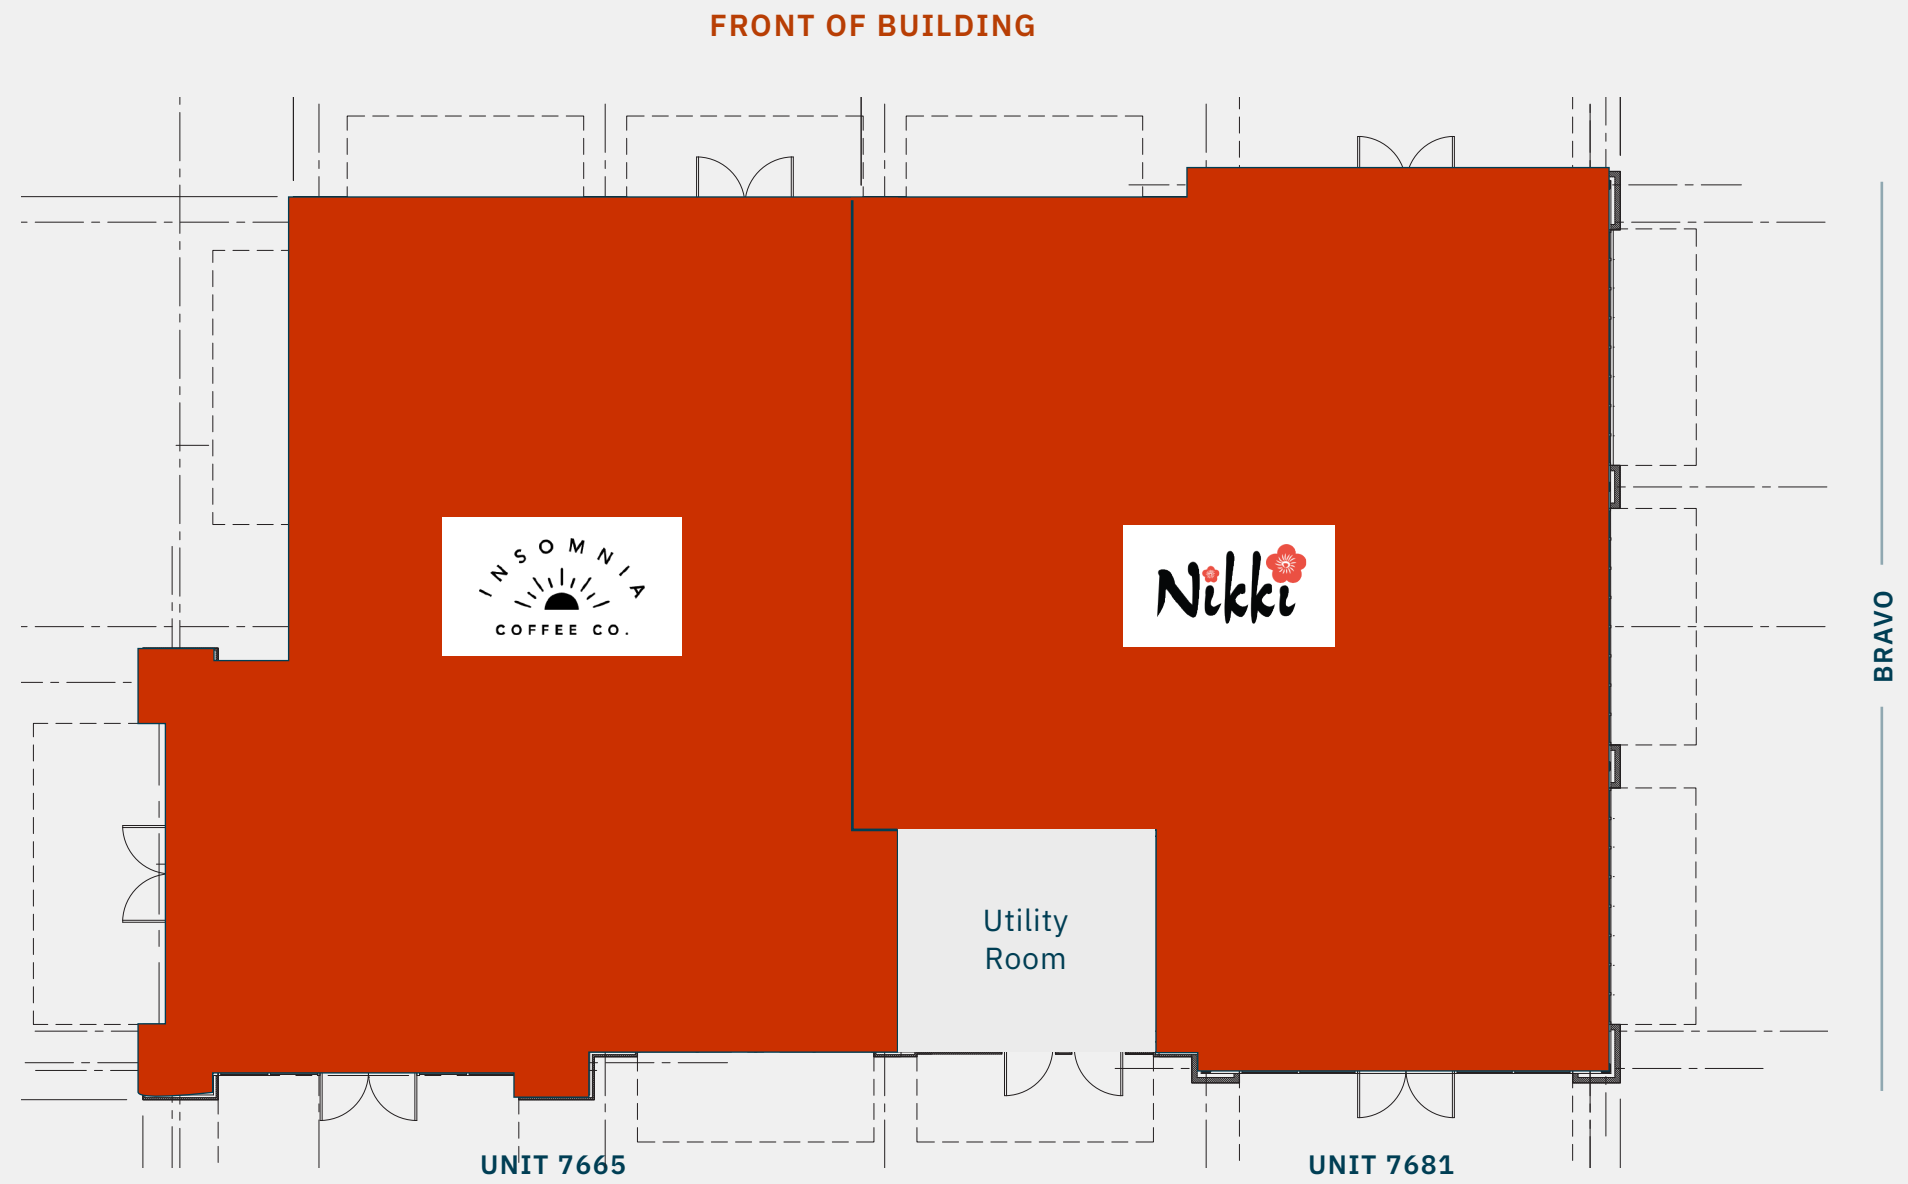 FRONT OF BUILDING
INSOMNIA
COFFEE CO.
Nikki
BRAVO
Utility
Room
UNIT 7665
UNIT 7681